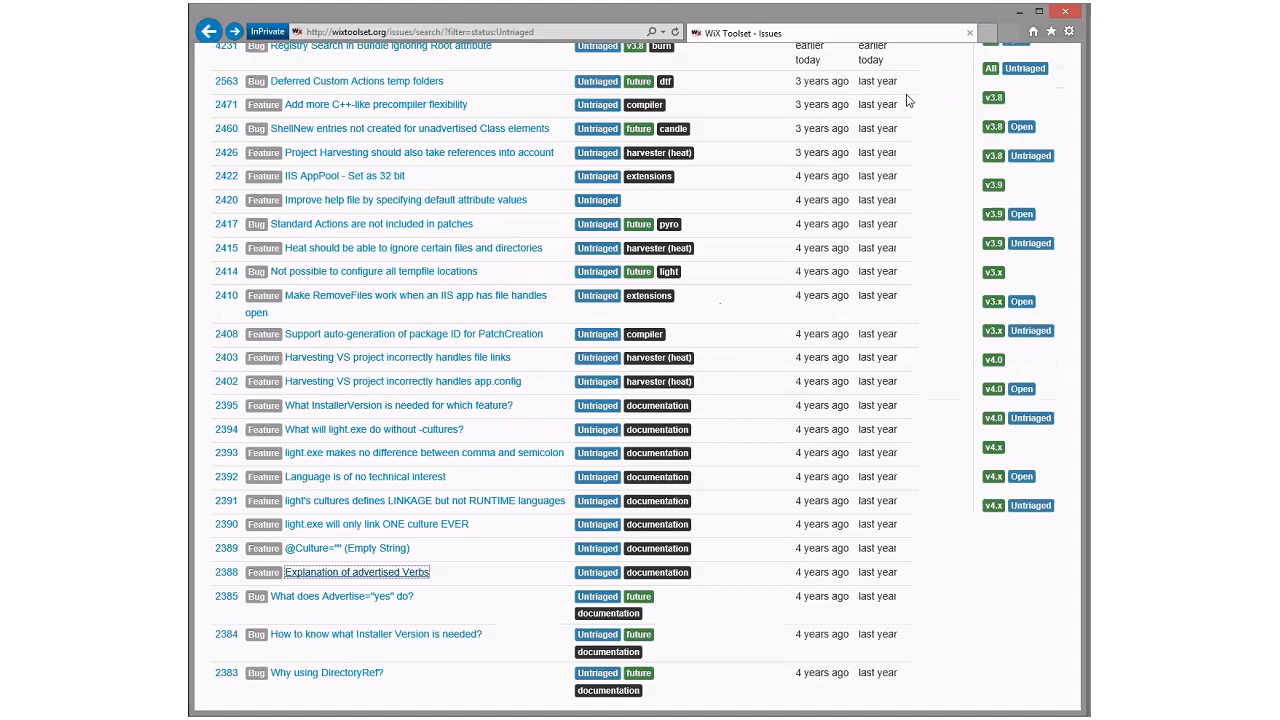 InPrivate
http://wixtoolset.org/issues/search/?filter=status:Untriaged
WiX Toolset - Issues
4231 Bug Registry Search in Bundle Ignoring Root attribute Untriaged v3.8 burn earlier today earlier today
2563 Bug Deferred Custom Actions temp folders Untriaged future dtf 3 years ago last year
2471 Feature Add more C++-like precompiler flexibility Untriaged compiler 3 years ago last year
2460 Bug ShellNew entries not created for unadvertised Class elements Untriaged future candle 3 years ago last year
2426 Feature Project Harvesting should also take references into account Untriaged harvester (heat) 3 years ago last year
2422 Feature IIS AppPool - Set as 32 bit Untriaged extensions 4 years ago last year
2420 Feature Improve help file by specifying default attribute values Untriaged 4 years ago last year
2417 Bug Standard Actions are not included in patches Untriaged future pyro 4 years ago last year
2415 Feature Heat should be able to ignore certain files and directories Untriaged harvester (heat) 4 years ago last year
2414 Bug Not possible to configure all tempfile locations Untriaged future light 4 years ago last year
2410 Feature Make RemoveFiles work when an IIS app has file handles Untriaged extensions 4 years ago last year
open
2408 Feature Support auto-generation of package ID for PatchCreation Untriaged compiler 4 years ago last year
2403 Feature Harvesting VS project incorrectly handles file links Untriaged harvester (heat) 4 years ago last year
2402 Feature Harvesting VS project incorrectly handles app.config Untriaged harvester (heat) 4 years ago last year
2395 Feature What InstallerVersion is needed for which feature? Untriaged documentation 4 years ago last year
2394 Feature What will light.exe do without -cultures? Untriaged documentation 4 years ago last year
2393 Feature light.exe makes no difference between comma and semicolon Untriaged documentation 4 years ago last year
2392 Feature Language is of no technical interest Untriaged documentation 4 years ago last year
2391 Feature light's cultures defines LINKAGE but not RUNTIME languages Untriaged documentation 4 years ago last year
2390 Feature light.exe will only link ONE culture EVER Untriaged documentation 4 years ago last year
2389 Feature @Culture="" (Empty String) Untriaged documentation 4 years ago last year
2388 Feature Explanation of advertised Verbs Untriaged documentation 4 years ago last year
2385 Bug What does Advertise="yes" do? Untriaged future 4 years ago last year
documentation
2384 Bug How to know what Installer Version is needed? Untriaged future 4 years ago last year
documentation
2383 Bug Why using DirectoryRef? Untriaged future 4 years ago last year
documentation
All Untriaged
v3.8
v3.8 Open
v3.8 Untriaged
v3.9
v3.9 Open
v3.9 Untriaged
v3.x
v3.x Open
v3.x Untriaged
v4.0
v4.0 Open
v4.0 Untriaged
v4.x
v4.x Open
v4.x Untriaged